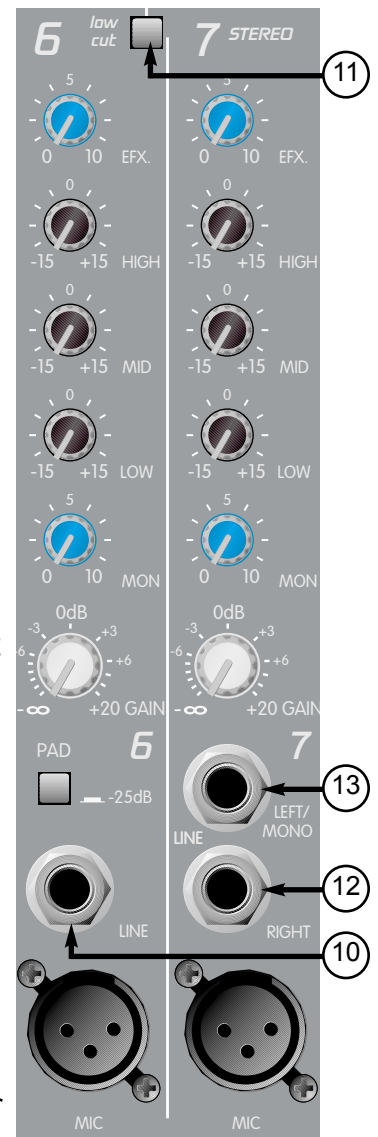 6 low cut 7 STEREO
11
5 5
0 10 EFX. 0 10 EFX.
0 0
-15 +15 HIGH -15 +15 HIGH
0 0
-15 +15 MID -15 +15 MID
0 0
-15 +15 LOW -15 +15 LOW
5 5
0 10 MON 0 10 MON
0dB 0dB
-3 +3 -3 +3
-6 +6 -6 +6
-∞ +20 GAIN -∞ +20 GAIN
PAD 6 7
13
-25dB LEFT/
LINE MONO
12
LINE RIGHT
10
MIC MIC